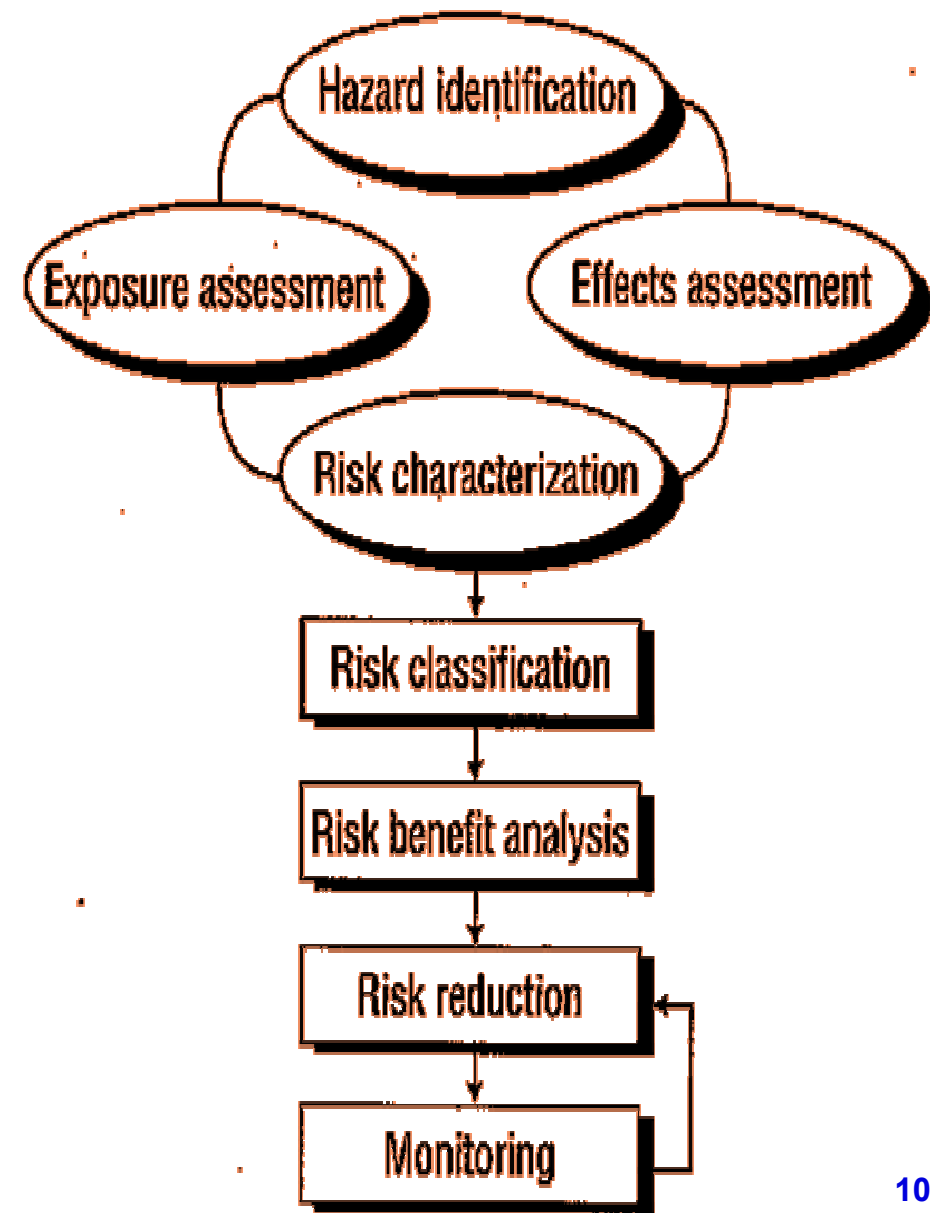 Hazard identification
Exposure assessment
Effects assessment
Risk characterization
Risk classification
Risk benefit analysis
Risk reduction
Monitoring
10